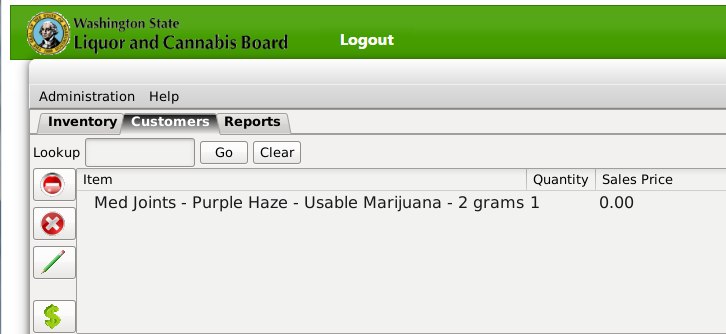 Washington State
Liquor and Cannabis Board
Logout
Administration Help
Inventory Customers Reports
Lookup Go Clear
Item Quantity Sales Price
Med Joints - Purple Haze - Usable Marijuana - 2 grams 1 0.00